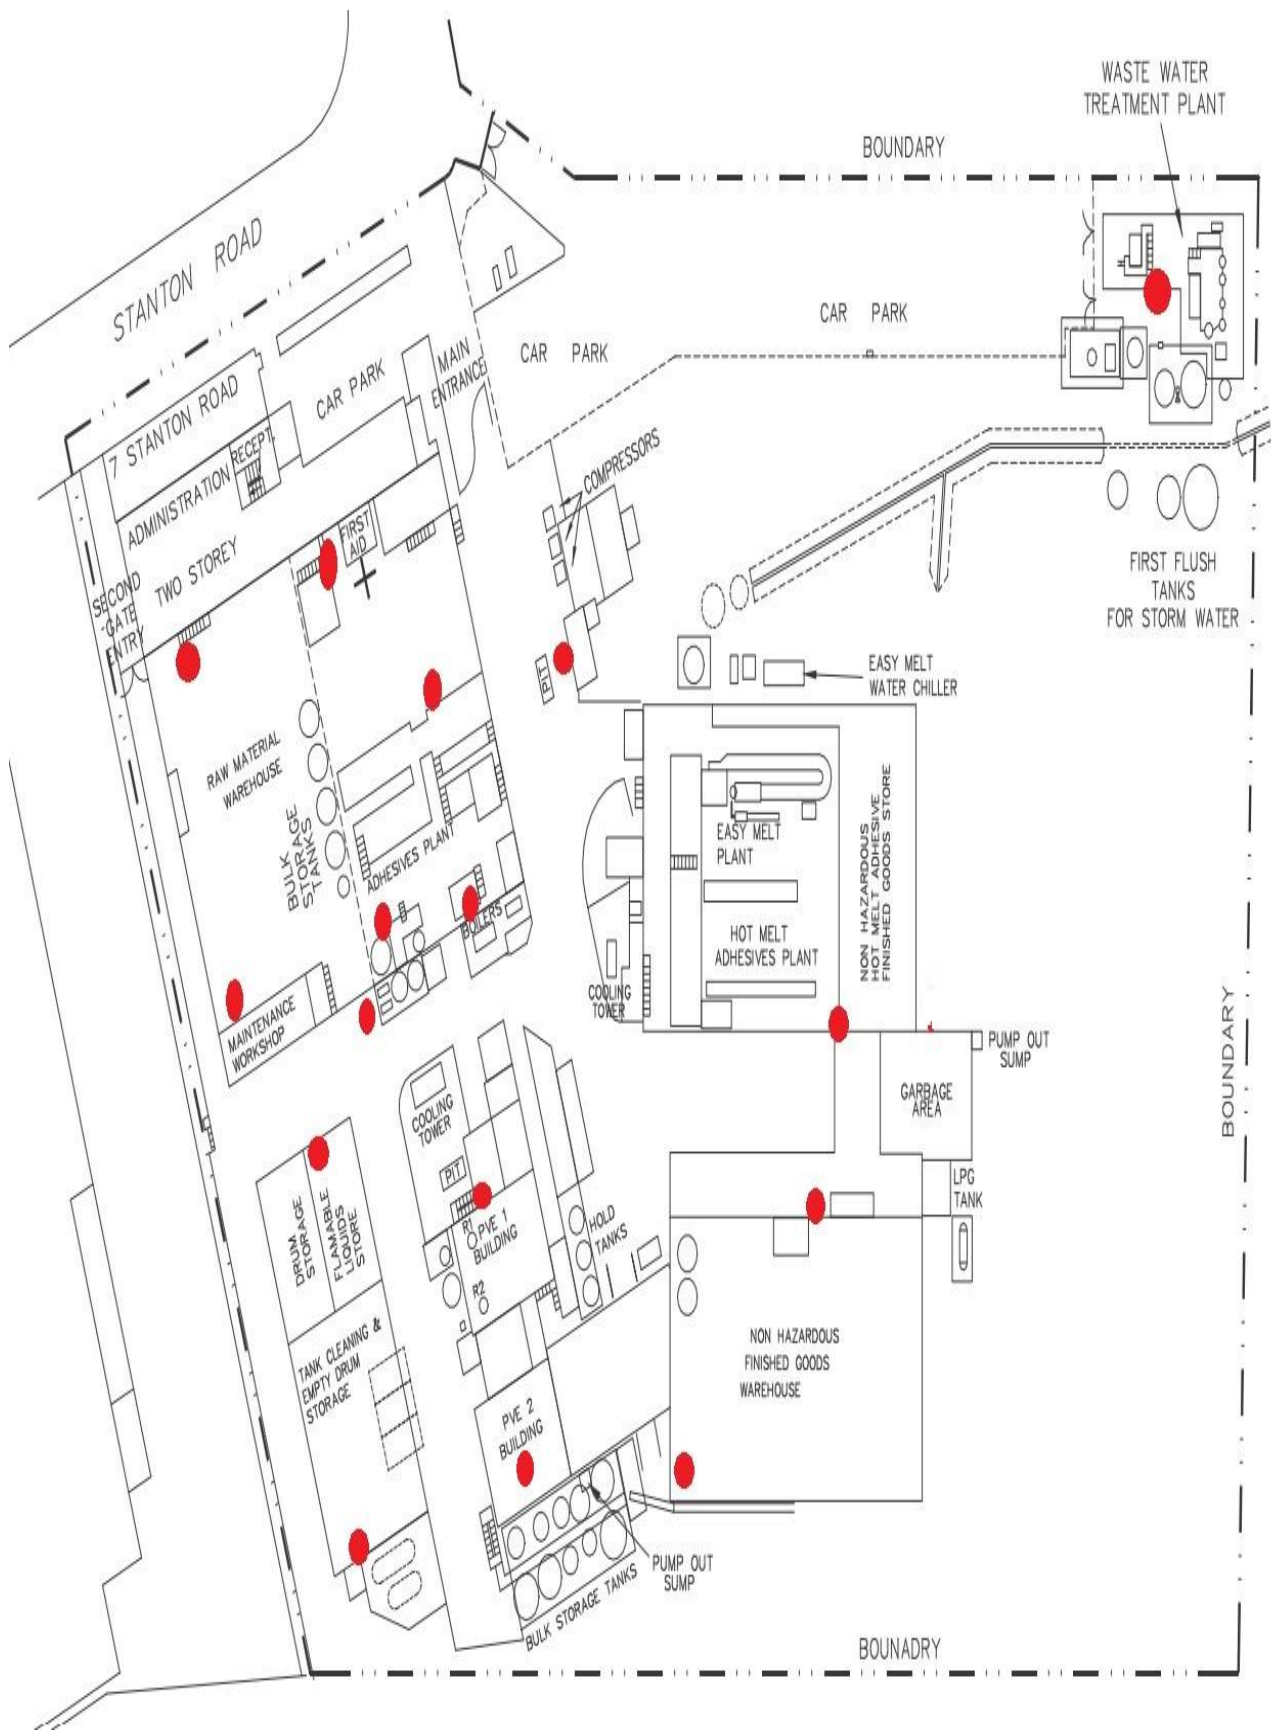 WASTE WATER
TREATMENT PLANT
BOUNDARY
STANTON ROAD
CAR PARK
CAR PARK
MAIN
ENTRANCE
CAR PARK
7 STANTON ROAD
RECEPT.
ADMINISTRATION
TWO STOREY
SECOND
GATE
ENTRY
FIRST
AID
COMPRESSORS
FIRST FLUSH
TANKS
FOR STORM WATER
PIT
EASY MELT
WATER CHILLER
RAW MATERIAL
WAREHOUSE
BULK
STORAGE
TANKS
ADHESIVES PLANT
BOILERS
EASY MELT
PLANT
NON HAZARDOUS
HOT MELT ADHESIVE
FINISHED GOODS STORE
HOT MELT
ADHESIVES PLANT
COOLING
TOWER
MAINTENANCE
WORKSHOP
PUMP OUT
SUMP
BOUNDARY
GARBAGE
AREA
COOLING
TOWER
PIT
LPG
TANK
DRUM
STORAGE
FLAMABLE
LIQUIDS
STORE
R1
PVE 1
BUILDING
R2
HOLD
TANKS
TANK CLEANING &
EMPTY DRUM
STORAGE
NON HAZARDOUS
FINISHED GOODS
WAREHOUSE
PVE 2
BUILDING
PUMP OUT
SUMP
BULK STORAGE TANKS
BOUNADRY